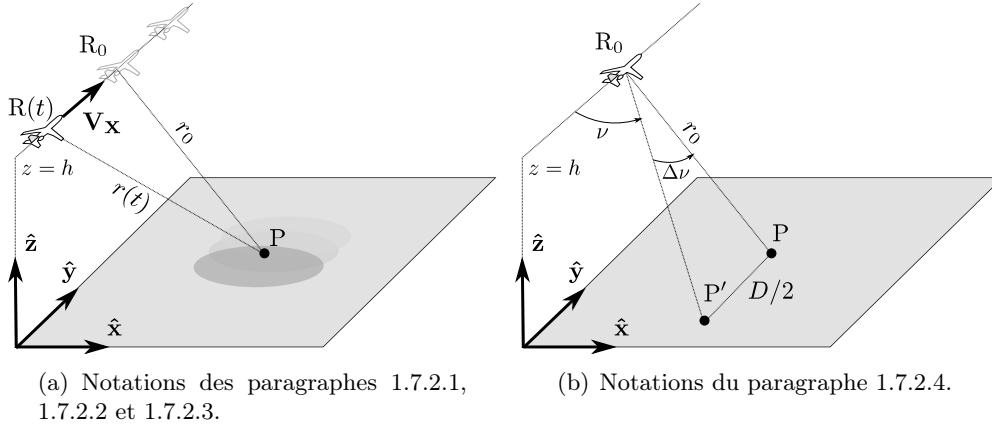 R₀
R(t)
V_X
r₀
z = h
r(t)
P
ẑ
ŷ
x̂
(a) Notations des paragraphes 1.7.2.1,
1.7.2.2 et 1.7.2.3.
R₀
ν
r₀
z = h
Δν
P
ẑ
ŷ
P′
D/2
x̂
(b) Notations du paragraphe 1.7.2.4.